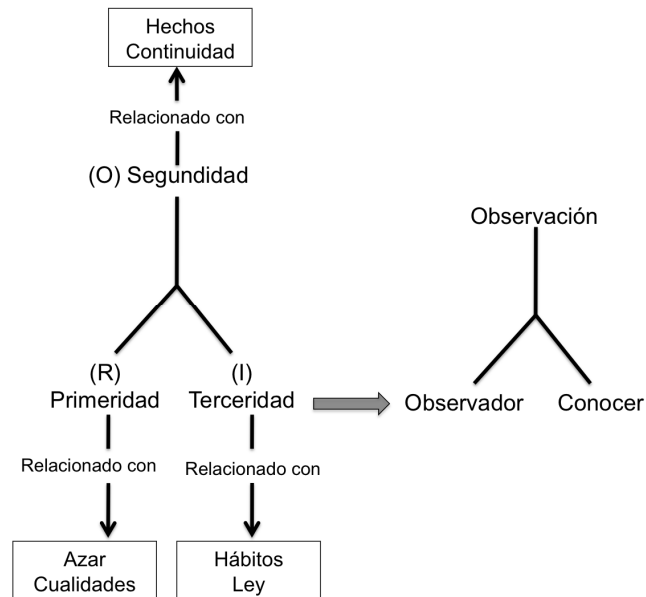 Hechos
Continuidad
Relacionado con
(O) Segundidad
Observación
(R)
Primeridad
(I)
Terceridad
Observador
Conocer
Relacionado con
Relacionado con
Azar
Cualidades
Hábitos
Ley